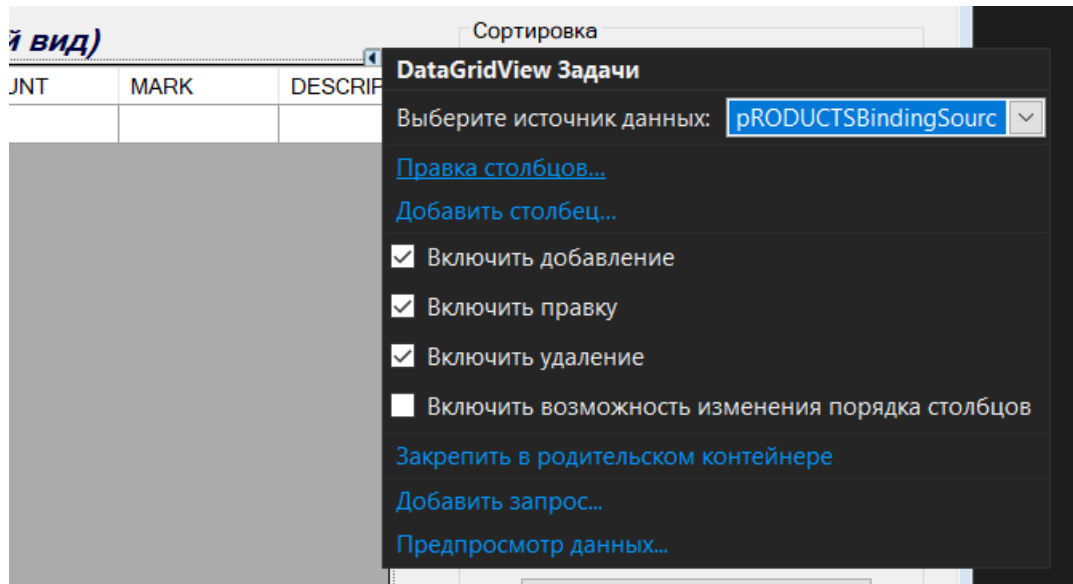 й вид)
Сортировка
UNT MARK DESCRIP
DataGridView Задачи
Выберите источник данных: pRODUCTSBindingSourc
Правка столбцов...
Добавить столбец...
Включить добавление
Включить правку
Включить удаление
Включить возможность изменения порядка столбцов
Закрепить в родительском контейнере
Добавить запрос...
Предпросмотр данных...